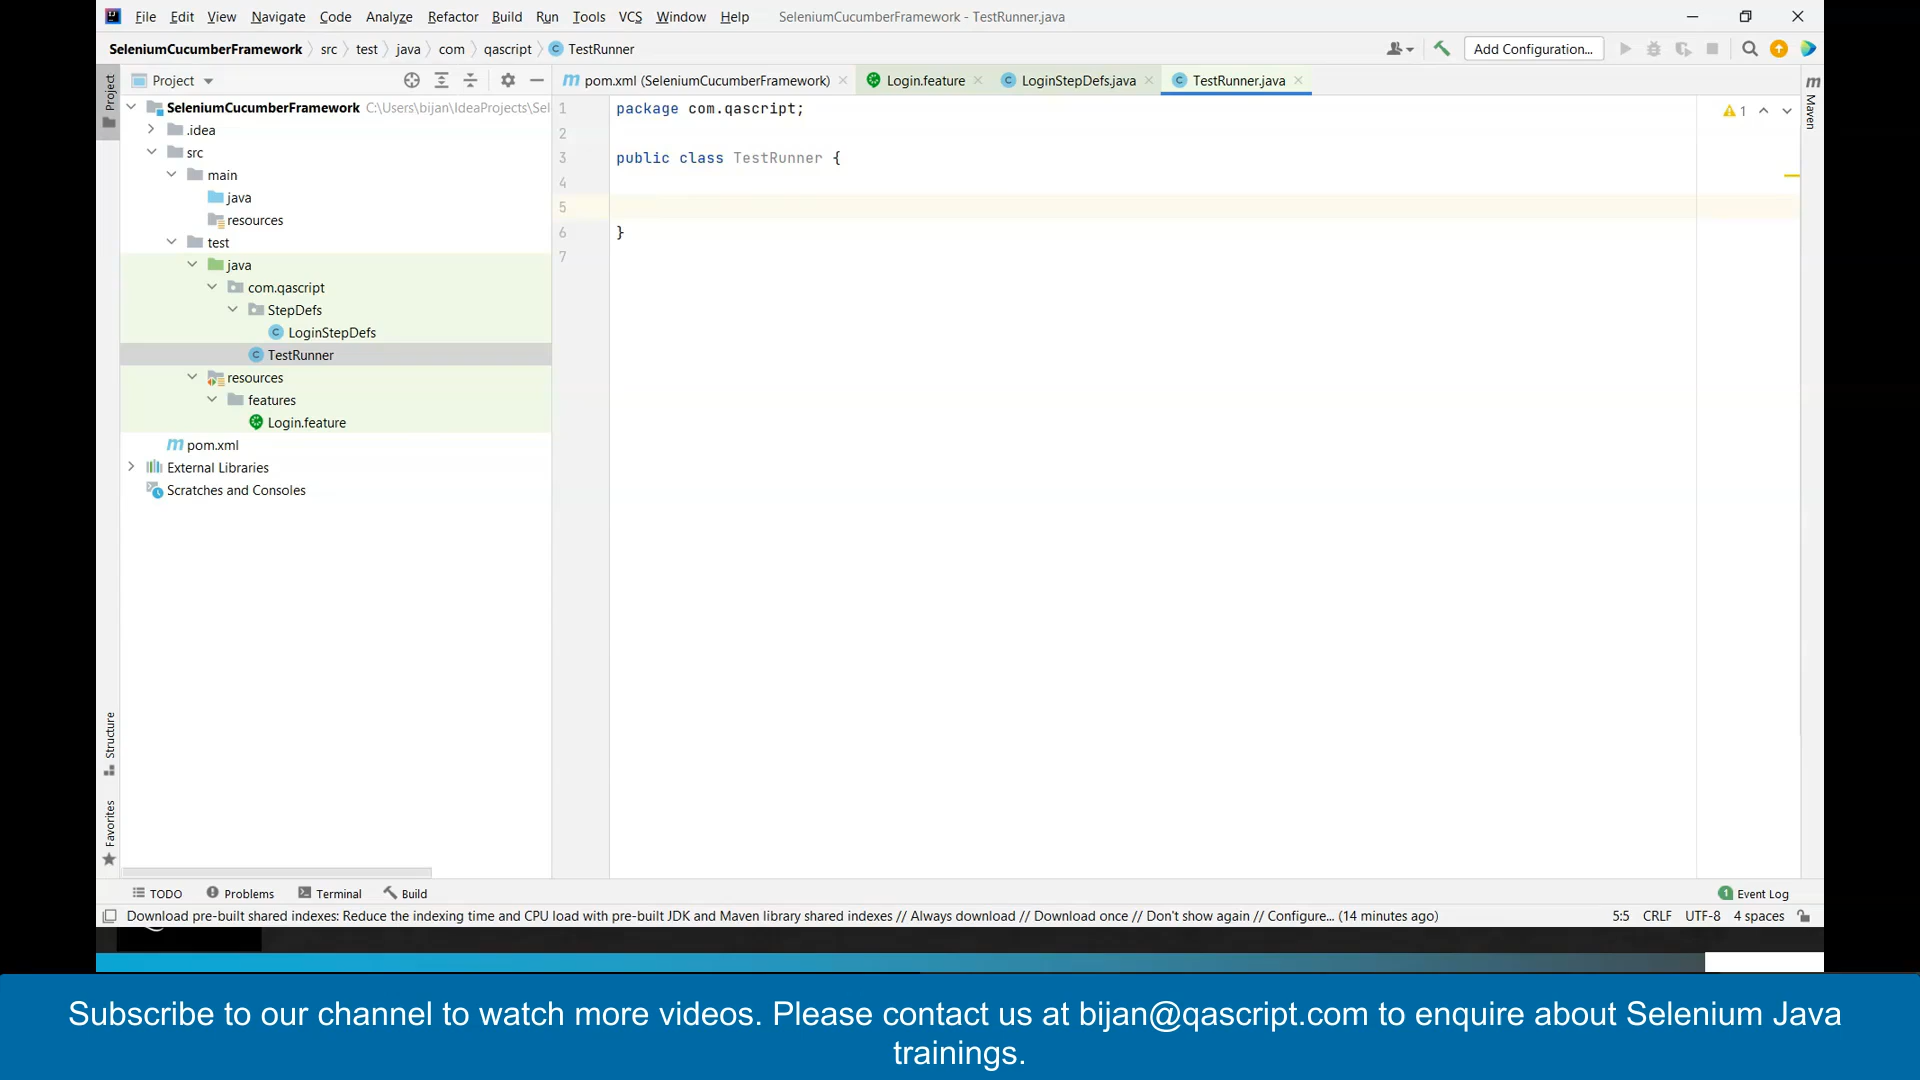 File Edit View Navigate Code Analyze Refactor Build Run Tools VCS Window Help SeleniumCucumberFramework - TestRunner.java
SeleniumCucumberFramework src test java com qascript TestRunner Add Configuration...
Project
pom.xml (SeleniumCucumberFramework) Login.feature LoginStepDefs.java TestRunner.java
SeleniumCucumberFramework C:\Users\bijan\IdeaProjects\Sel
.idea
src
main
java
resources
test
java
com.qascript
StepDefs
LoginStepDefs
TestRunner
resources
features
Login.feature
pom.xml
External Libraries
Scratches and Consoles
1 package com.qascript;
2
3 public class TestRunner {
4
5
6 }
7
1
Maven
Project
Structure
Favorites
TODO Problems Terminal Build 1 Event Log
Download pre-built shared indexes: Reduce the indexing time and CPU load with pre-built JDK and Maven library shared indexes // Always download // Download once // Don't show again // Configure... (14 minutes ago) 5:5 CRLF UTF-8 4 spaces
Subscribe to our channel to watch more videos. Please contact us at bijan@qascript.com to enquire about Selenium Java
trainings.